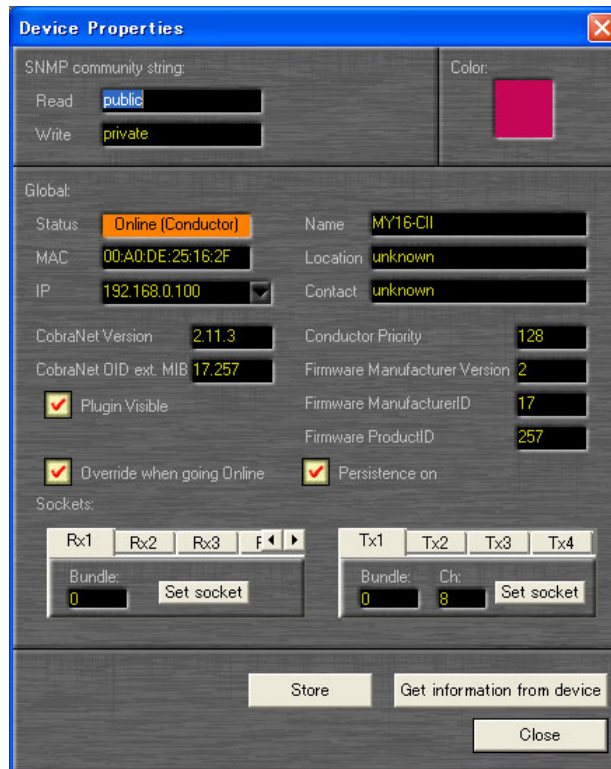 Device Properties
SNMP community string:
Color:
Read public
Write private
Global:
Status Online (Conductor) Name MY16-CII
MAC 00:A0:DE:25:16:2F Location unknown
IP 192.168.0.100 Contact unknown
CobraNet Version 2.11.3 Conductor Priority 128
CobraNet OID ext. MIB 17.257 Firmware Manufacturer Version 2
Plugin Visible Firmware ManufacturerID 17
Firmware ProductID 257
Override when going Online Persistence on
Sockets:
Rx1 Rx2 Rx3 Tx1 Tx2 Tx3 Tx4
Bundle: Bundle: Ch:
0 Set socket 0 8 Set socket
Store Get information from device
Close